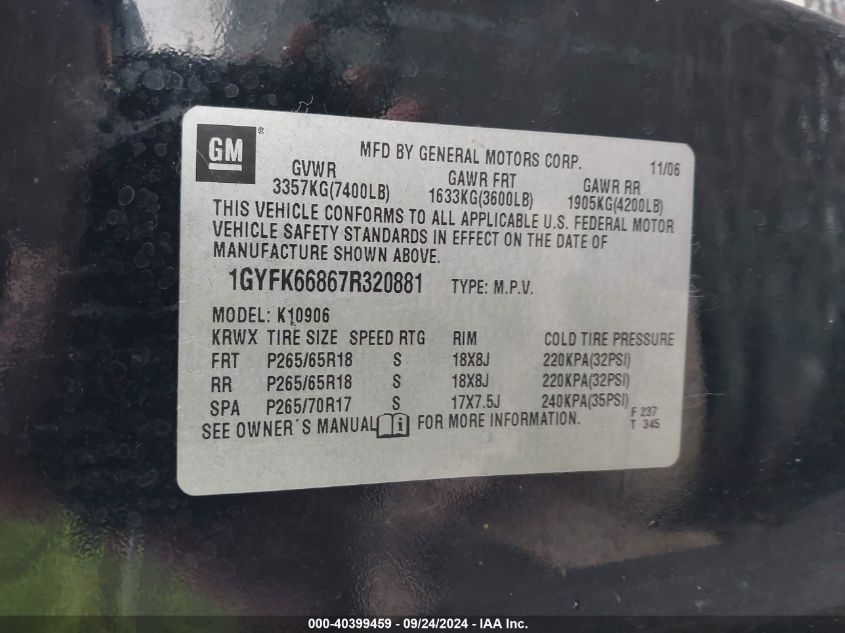 GM®
MFD BY GENERAL MOTORS CORP. 11/06
GVWR GAWR FRT GAWR RR
3357KG(7400LB) 1633KG(3600LB) 1905KG(4200LB)
THIS VEHICLE CONFORMS TO ALL APPLICABLE U.S. FEDERAL MOTOR
VEHICLE SAFETY STANDARDS IN EFFECT ON THE DATE OF
MANUFACTURE SHOWN ABOVE.
1GYFK66867R320881 TYPE: M.P.V.
MODEL: K10906
KRWX TIRE SIZE SPEED RTG RIM COLD TIRE PRESSURE
FRT P265/65R18 S 18X8J 220KPA(32PSI)
RR P265/65R18 S 18X8J 220KPA(32PSI)
SPA P265/70R17 S 17X7.5J 240KPA(35PSI)
F 237
SEE OWNER'S MANUAL i FOR MORE INFORMATION. T 345
000-40399459 - 09/24/2024 - IAA Inc.